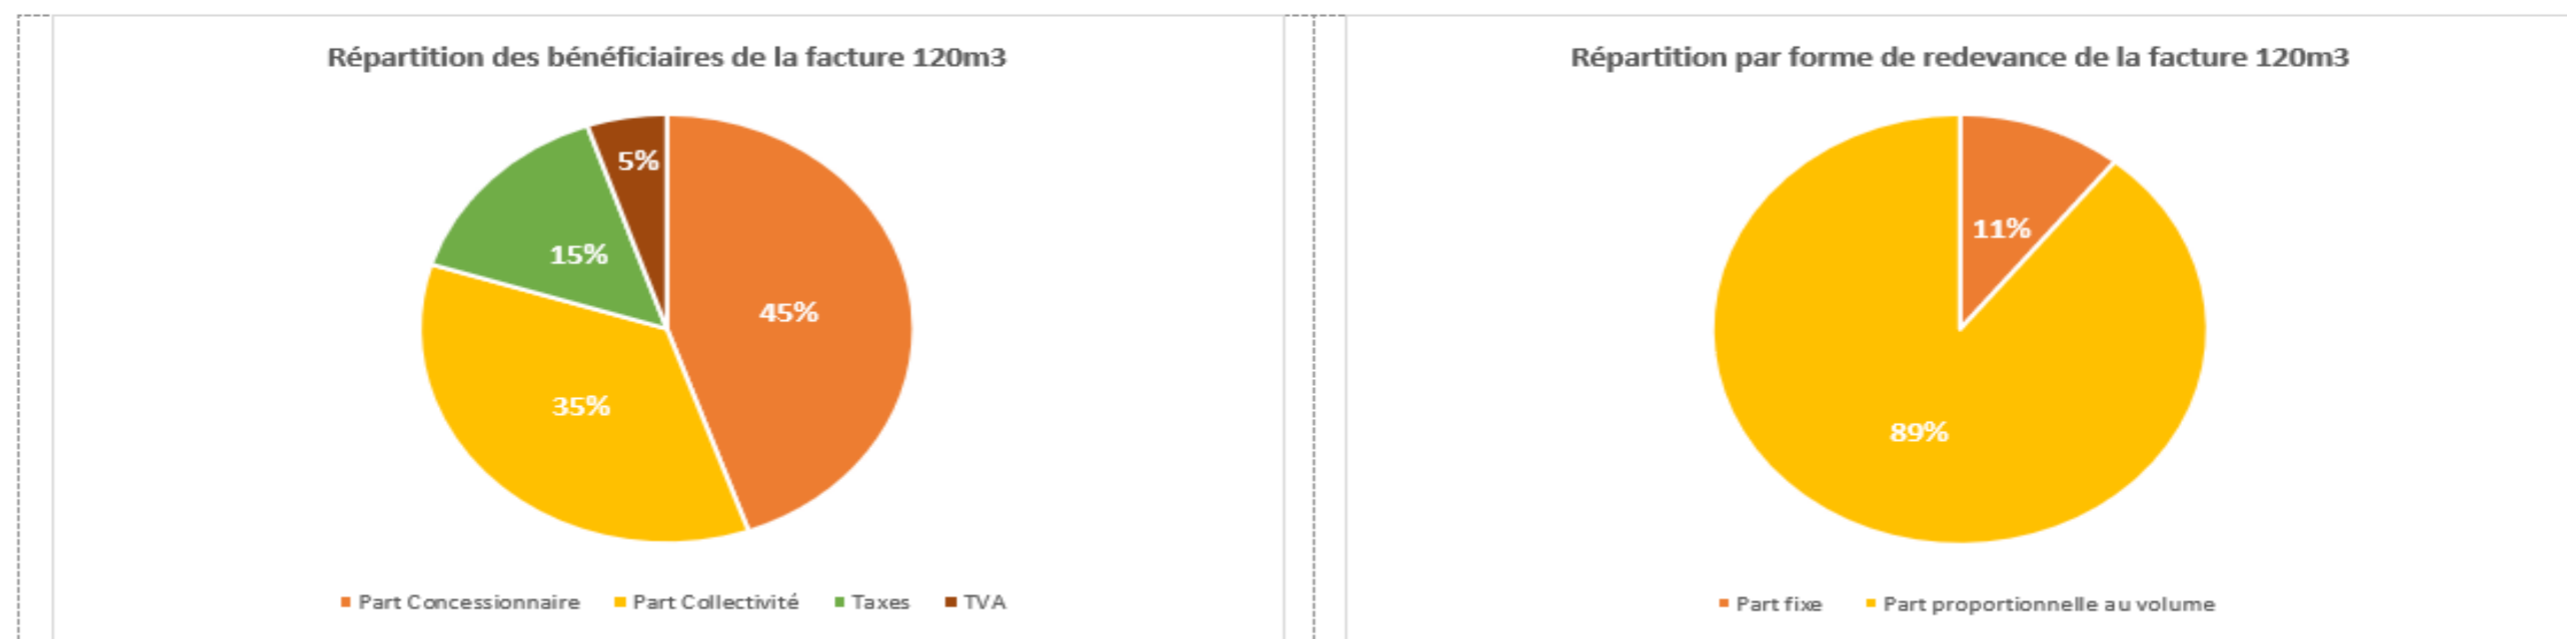 Répartition des bénéficiaires de la facture 120m3
5%
15%
45%
35%
Part Concessionnaire
Part Collectivité
Taxes
TVA
Répartition par forme de redevance de la facture 120m3
11%
89%
Part fixe
Part proportionnelle au volume